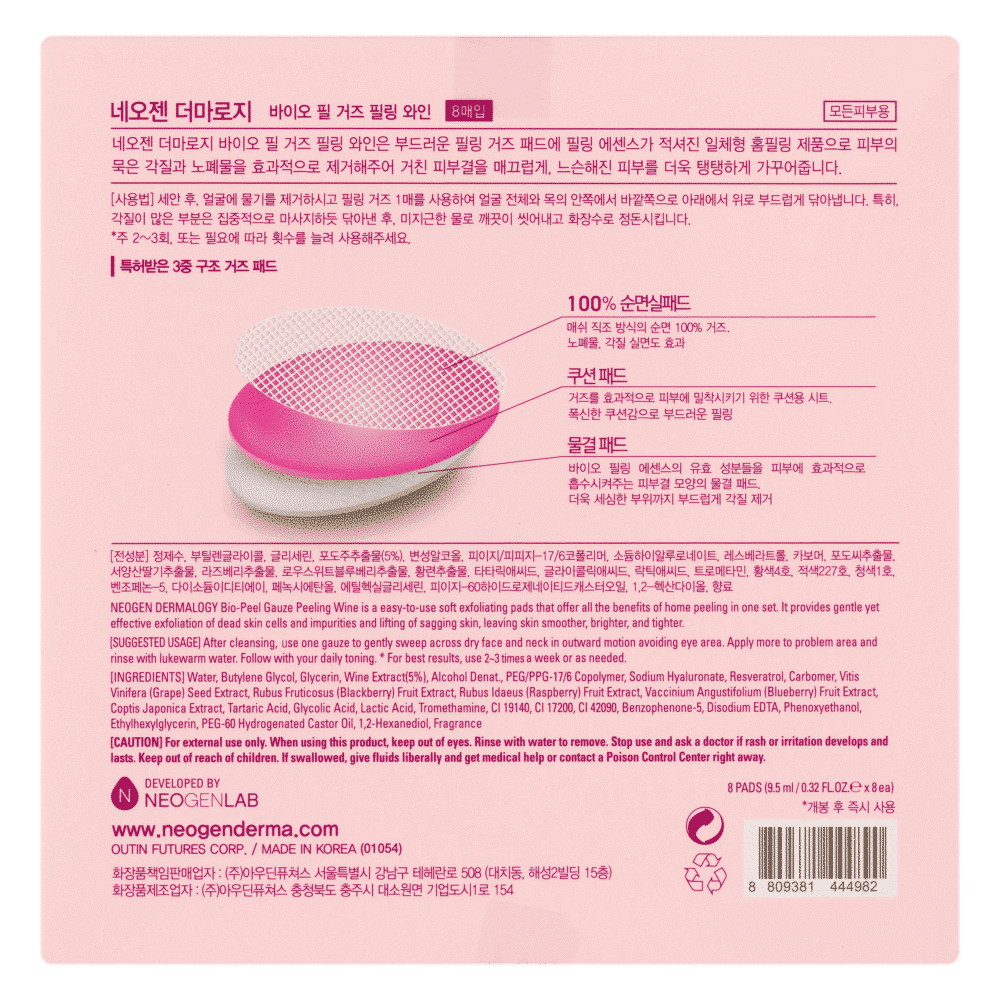 네오젠 더마로지 바이오 필 거즈 필링 와인 8매입 모든피부용
네오젠 더마로지 바이오 필 거즈 필링 와인은 부드러운 필링 거즈 패드에 필링 에센스가 적셔진 일체형 홈필링 제품으로 피부의
묵은 각질과 노폐물을 효과적으로 제거해주어 거친 피부결을 매끄럽게, 느슨해진 피부를 더욱 탱탱하게 가꾸어줍니다.
[사용법] 세안 후, 얼굴에 물기를 제거하시고 필링 거즈 1매를 사용하여 얼굴 전체와 목의 안쪽에서 바깥쪽으로 아래에서 위로 부드럽게 닦아냅니다. 특히,
각질이 많은 부분은 집중적으로 마사지하듯 닦아낸 후, 미지근한 물로 깨끗이 씻어내고 화장수로 정돈시킵니다.
*주 2~3회, 또는 필요에 따라 횟수를 늘려 사용해주세요.
특허받은 3중 구조 거즈 패드
100% 순면실패드
매쉬 직조 방식의 순면 100% 거즈.
노폐물, 각질 실면도 효과
쿠션 패드
거즈를 효과적으로 피부에 밀착시키기 위한 쿠션용 시트.
폭신한 쿠션감으로 부드러운 필링
물결 패드
바이오 필링 에센스의 유효 성분들을 피부에 효과적으로
흡수시켜주는 피부결 모양의 물결 패드.
더욱 세심한 부위까지 부드럽게 각질 제거
[전성분] 정제수, 부틸렌글라이콜, 글리세린, 포도주추출물(5%), 변성알코올, 피이지/피피지-17/6코폴리머, 소듐하이알루로네이트, 레스베라트롤, 카보머, 포도씨추출물,
서양산딸기추출물, 라즈베리추출물, 로우스위트블루베리추출물, 황련추출물, 타타릭애씨드, 글라이콜릭애씨드, 락틱애씨드, 트로메타민, 황색4호, 적색227호, 청색1호,
벤조페논-5, 다이소듐이디티에이, 페녹시에탄올, 에틸헥실글리세린, 피이지-60하이드로제네이티드캐스터오일, 1,2-헥산다이올, 향료
NEOGEN DERMALOGY Bio-Peel Gauze Peeling Wine is a easy-to-use soft exfoliating pads that offer all the benefits of home peeling in one set. It provides gentle yet
effective exfoliation of dead skin cells and impurities and lifting of sagging skin, leaving skin smoother, brighter, and tighter.
[SUGGESTED USAGE] After cleansing, use one gauze to gently sweep across dry face and neck in outward motion avoiding eye area. Apply more to problem area and
rinse with lukewarm water. Follow with your daily toning. * For best results, use 2~3 times a week or as needed.
[INGREDIENTS] Water, Butylene Glycol, Glycerin, Wine Extract(5%), Alcohol Denat., PEG/PPG-17/6 Copolymer, Sodium Hyaluronate, Resveratrol, Carbomer, Vitis
Vinifera (Grape) Seed Extract, Rubus Fruticosus (Blackberry) Fruit Extract, Rubus Idaeus (Raspberry) Fruit Extract, Vaccinium Angustifolium (Blueberry) Fruit Extract,
Coptis Japonica Extract, Tartaric Acid, Glycolic Acid, Lactic Acid, Tromethamine, CI 19140, CI 17200, CI 42090, Benzophenone-5, Disodium EDTA, Phenoxyethanol,
Ethylhexylglycerin, PEG-60 Hydrogenated Castor Oil, 1,2-Hexanediol, Fragrance
[CAUTION] For external use only. When using this product, keep out of eyes. Rinse with water to remove. Stop use and ask a doctor if rash or irritation develops and
lasts. Keep out of reach of children. If swallowed, give fluids liberally and get medical help or contact a Poison Control Center right away.
N DEVELOPED BY
NEOGENLAB
8 PADS (9.5 ml / 0.32 FL.OZ.℮ x 8 ea)
*개봉 후 즉시 사용
www.neogenderma.com
OUTIN FUTURES CORP. / MADE IN KOREA (01054)
화장품책임판매업자 : (주)아우딘퓨쳐스 서울특별시 강남구 테헤란로 508 (대치동, 해성2빌딩 15층)
화장품제조업자 : (주)아우딘퓨쳐스 충청북도 충주시 대소원면 기업도시1로 154
8 809381 444982